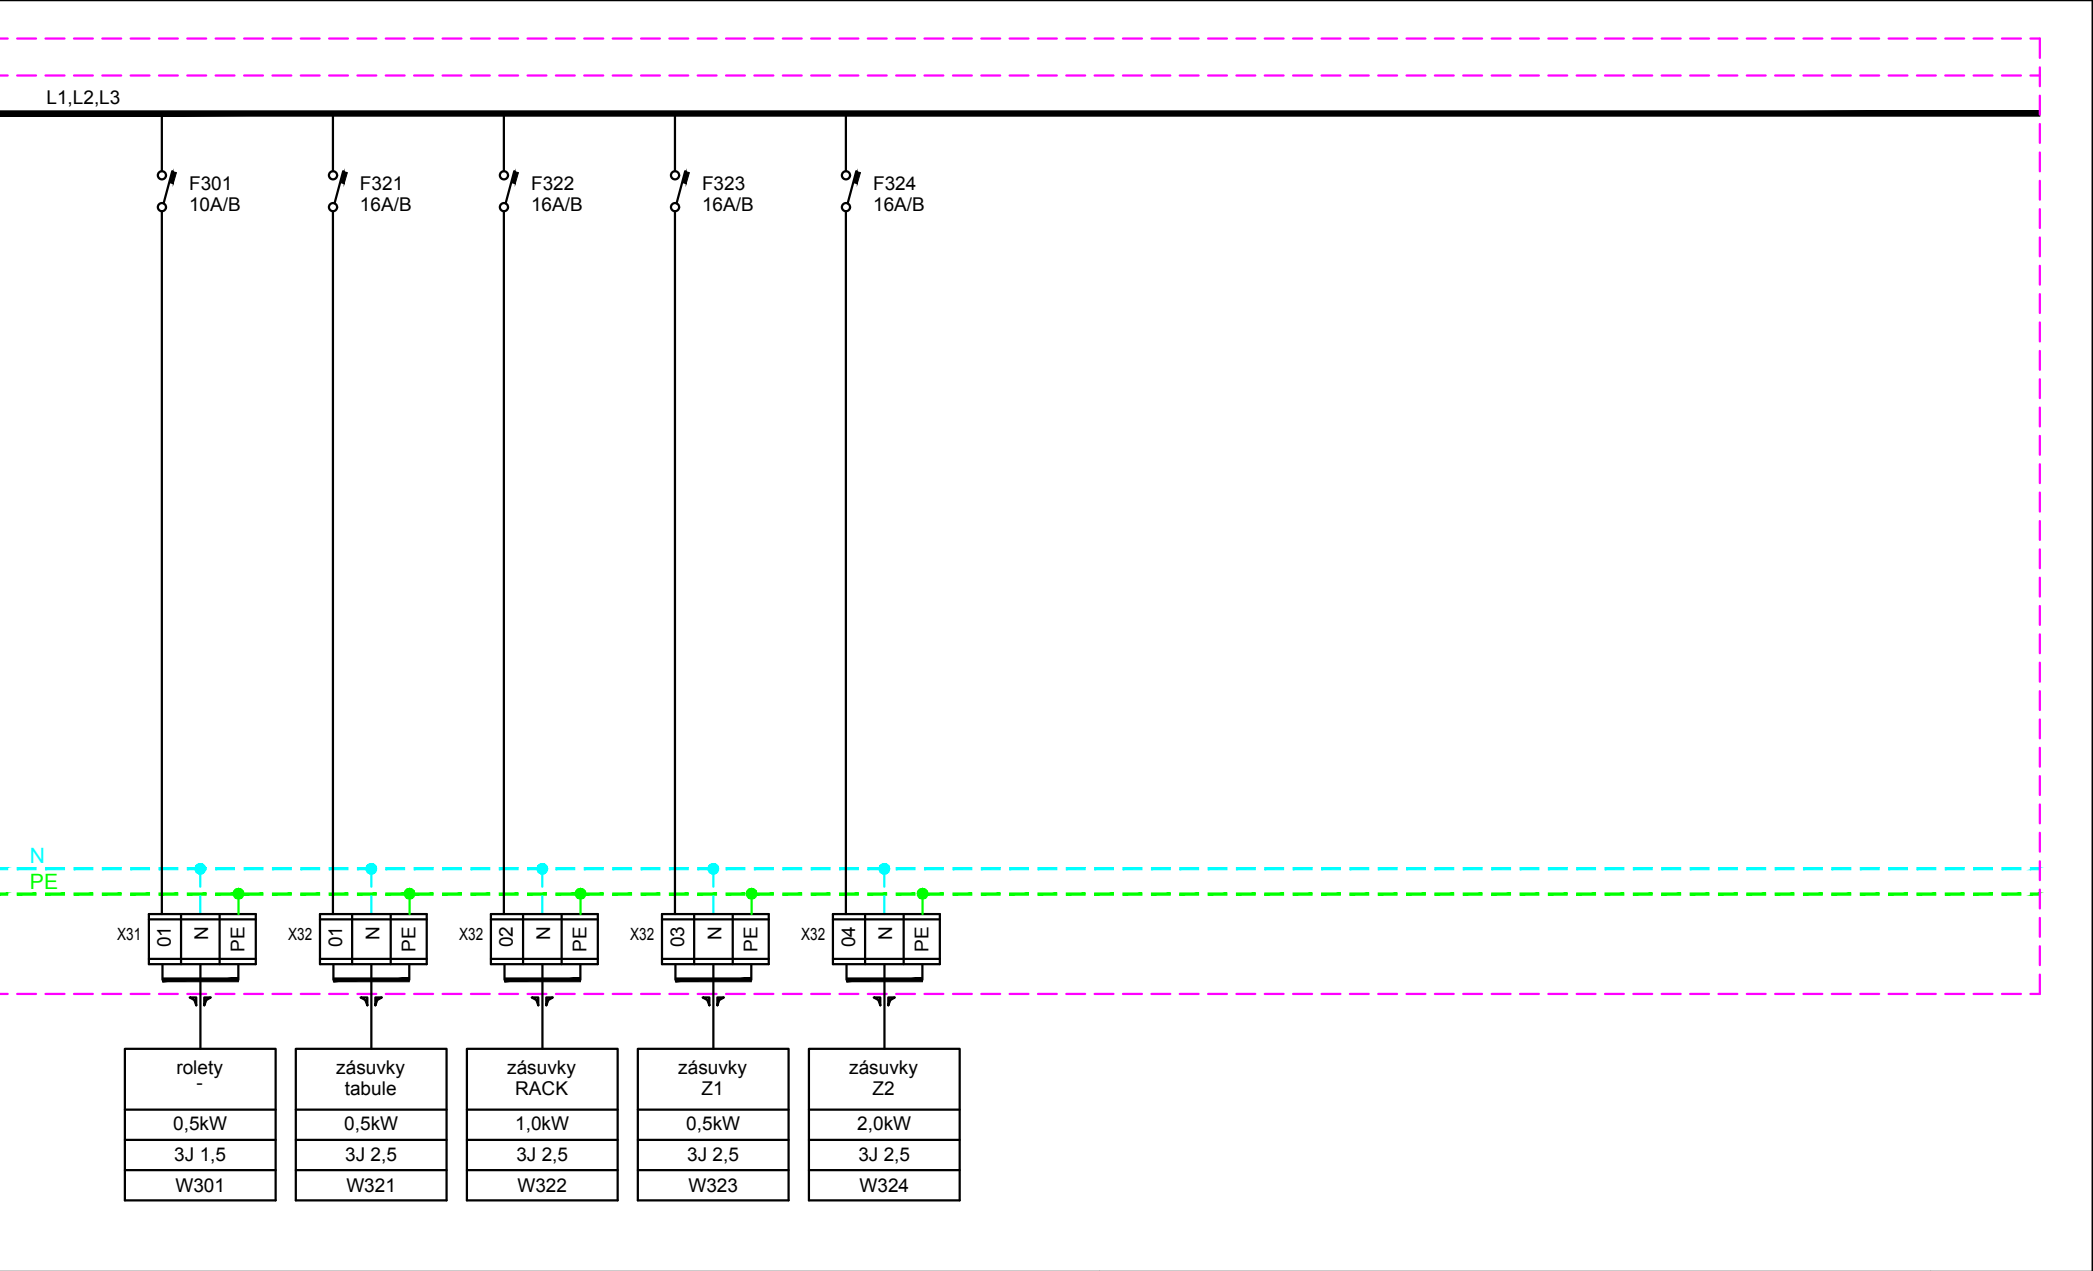 L1,L2,L3
F301
10A/B
F321
16A/B
F322
16A/B
F323
16A/B
F324
16A/B
N
PE
X31 01 N PE
X32 01 N PE
X32 02 N PE
X32 03 N PE
X32 04 N PE
rolety
-
0,5kW
3J 1,5
W301
zásuvky
tabule
0,5kW
3J 2,5
W321
zásuvky
RACK
1,0kW
3J 2,5
W322
zásuvky
Z1
0,5kW
3J 2,5
W323
zásuvky
Z2
2,0kW
3J 2,5
W324